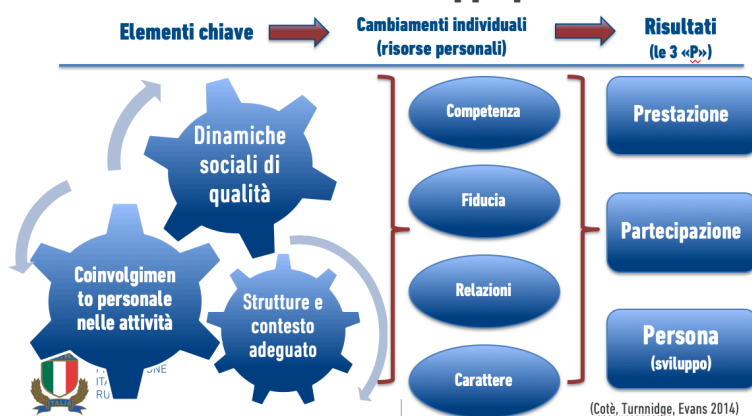 Elementi chiave
Cambiamenti individuali
(risorse personali)
Risultati
(le 3 «P»)
Dinamiche
sociali di
qualità
Coinvolgimen
to personale
nelle attività
Strutture e
contesto
adeguato
Competenza
Fiducia
Relazioni
Carattere
Prestazione
Partecipazione
Persona
(sviluppo)
ITALIA
(Cotè, Turnnidge, Evans 2014)